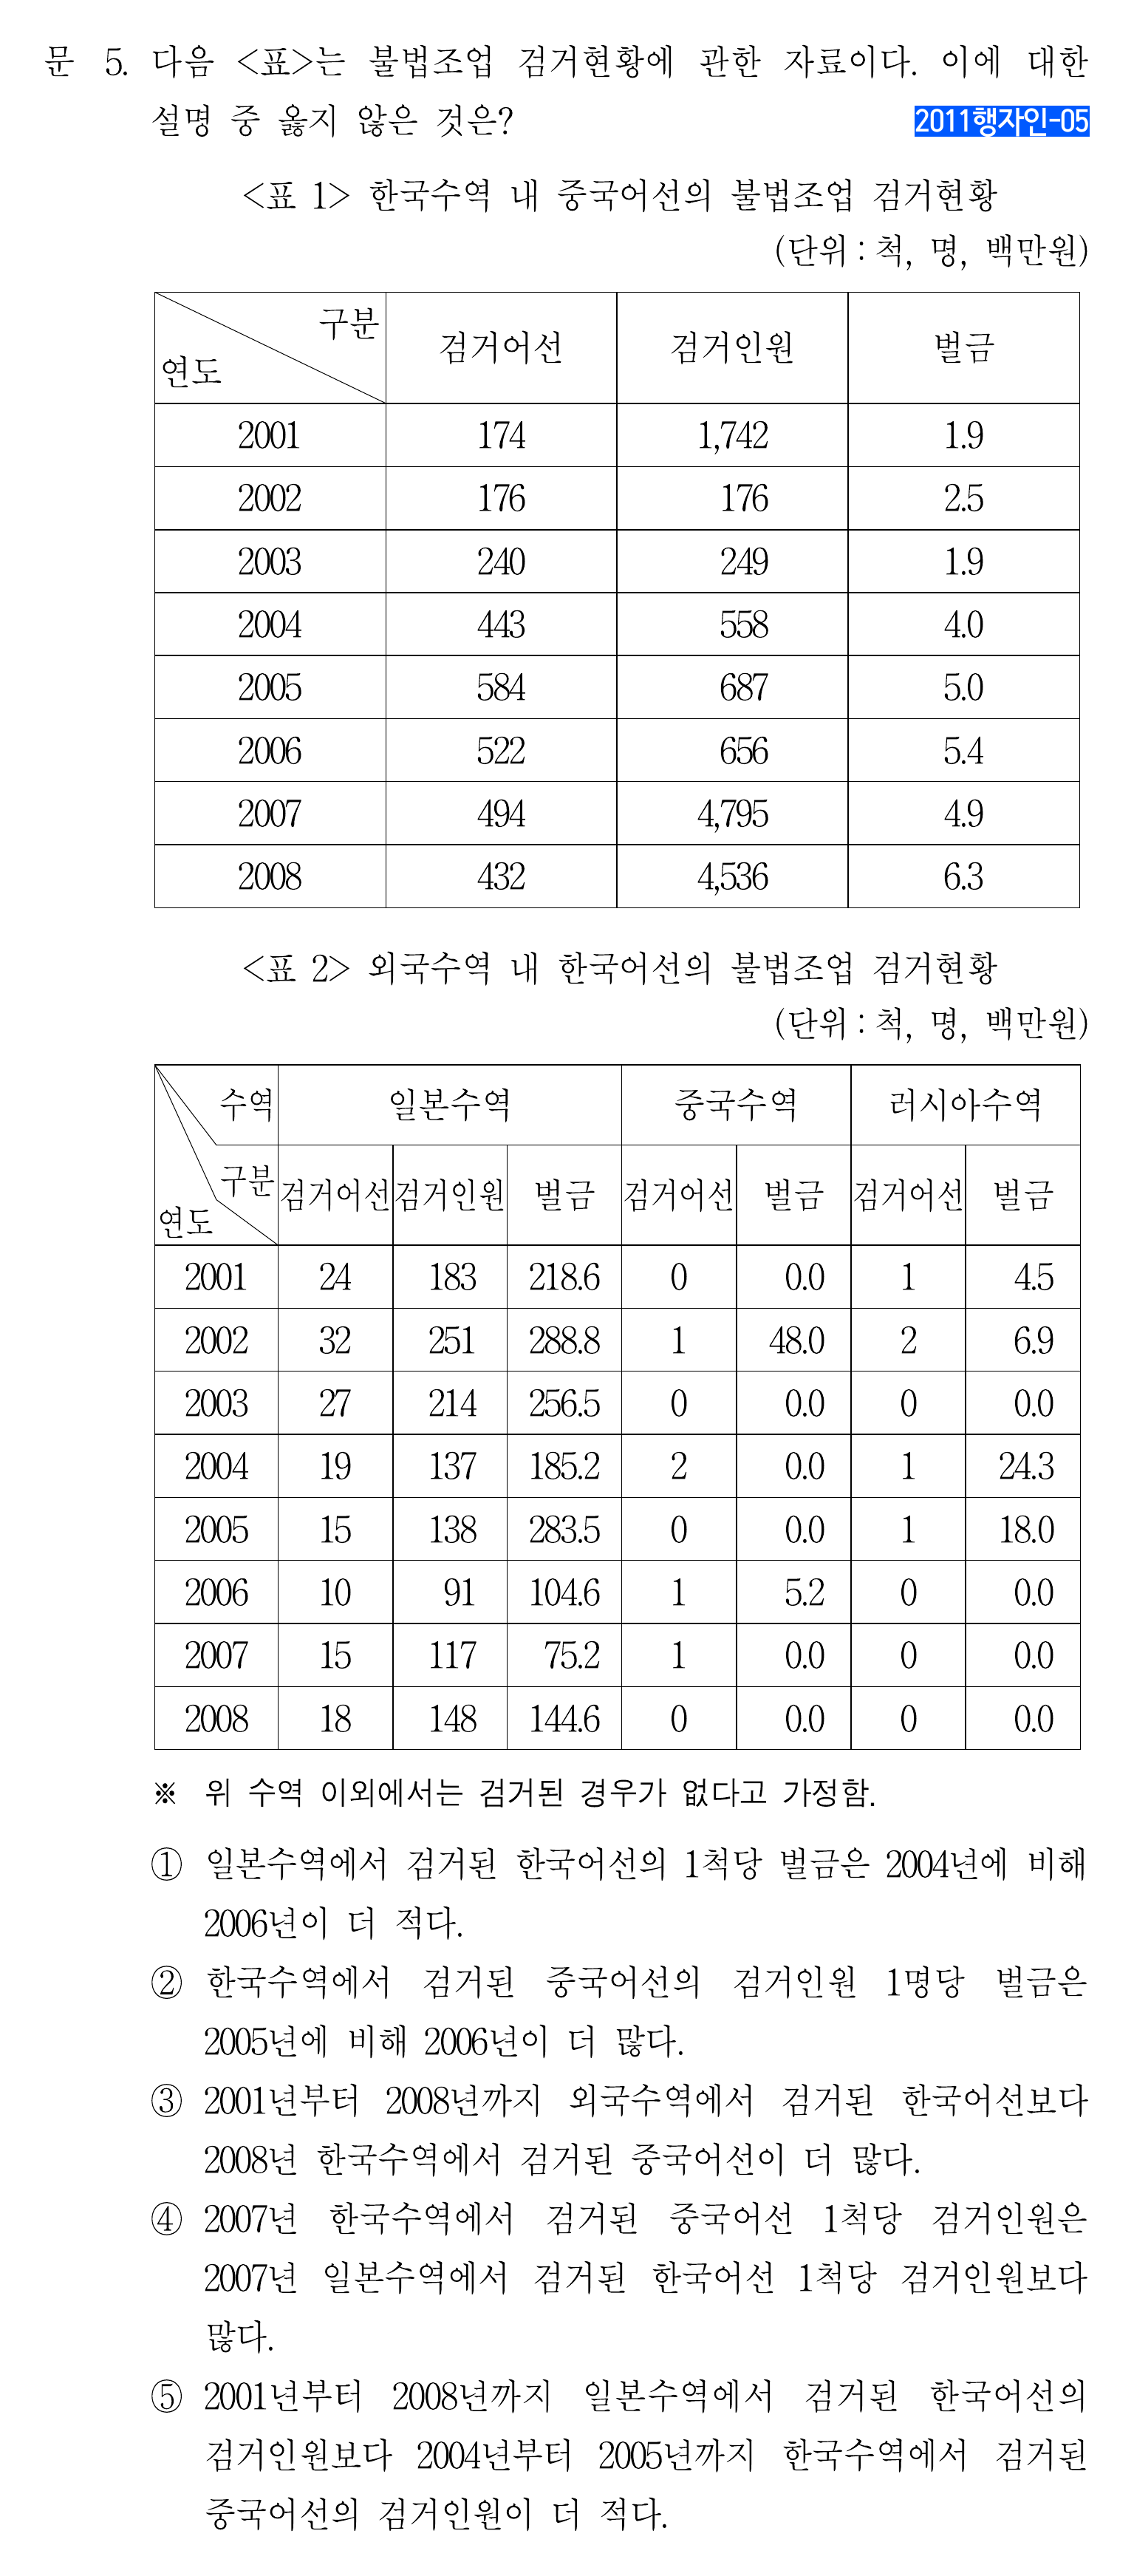 문 5. 다음 <표>는 불법조업 검거현황에 관한 자료이다. 이에 대한
설명 중 옳지 않은 것은?
2011행자인-05
<표 1> 한국수역 내 중국어선의 불법조업 검거현황
(단위 : 척, 명, 백만원)
구분
연도
검거어선 검거인원 벌금
2001 174 1,742 1.9
2002 176 176 2.5
2003 240 249 1.9
2004 443 558 4.0
2005 584 687 5.0
2006 522 656 5.4
2007 494 4,795 4.9
2008 432 4,536 6.3
<표 2> 외국수역 내 한국어선의 불법조업 검거현황
(단위 : 척, 명, 백만원)
수역 일본수역 중국수역 러시아수역
구분
연도
검거어선 검거인원 벌금 검거어선 벌금 검거어선 벌금
2001 24 183 218.6 0 0.0 1 4.5
2002 32 251 288.8 1 48.0 2 6.9
2003 27 214 256.5 0 0.0 0 0.0
2004 19 137 185.2 2 0.0 1 24.3
2005 15 138 283.5 0 0.0 1 18.0
2006 10 91 104.6 1 5.2 0 0.0
2007 15 117 75.2 1 0.0 0 0.0
2008 18 148 144.6 0 0.0 0 0.0
※ 위 수역 이외에서는 검거된 경우가 없다고 가정함.
① 일본수역에서 검거된 한국어선의 1척당 벌금은 2004년에 비해
2006년이 더 적다.
② 한국수역에서 검거된 중국어선의 검거인원 1명당 벌금은
2005년에 비해 2006년이 더 많다.
③ 2001년부터 2008년까지 외국수역에서 검거된 한국어선보다
2008년 한국수역에서 검거된 중국어선이 더 많다.
④ 2007년 한국수역에서 검거된 중국어선 1척당 검거인원은
2007년 일본수역에서 검거된 한국어선 1척당 검거인원보다
많다.
⑤ 2001년부터 2008년까지 일본수역에서 검거된 한국어선의
검거인원보다 2004년부터 2005년까지 한국수역에서 검거된
중국어선의 검거인원이 더 적다.